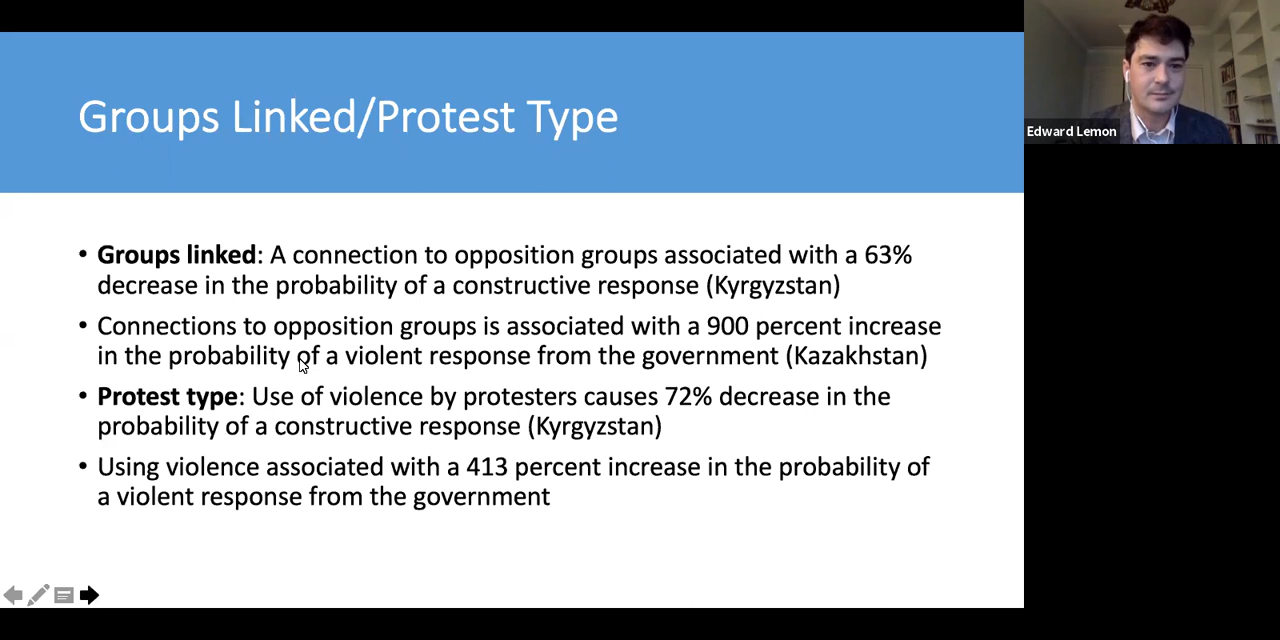 Groups Linked/Protest Type
Edward Lemon
• Groups linked: A connection to opposition groups associated with a 63%
decrease in the probability of a constructive response (Kyrgyzstan)
• Connections to opposition groups is associated with a 900 percent increase
in the probability of a violent response from the government (Kazakhstan)
• Protest type: Use of violence by protesters causes 72% decrease in the
probability of a constructive response (Kyrgyzstan)
• Using violence associated with a 413 percent increase in the probability of
a violent response from the government